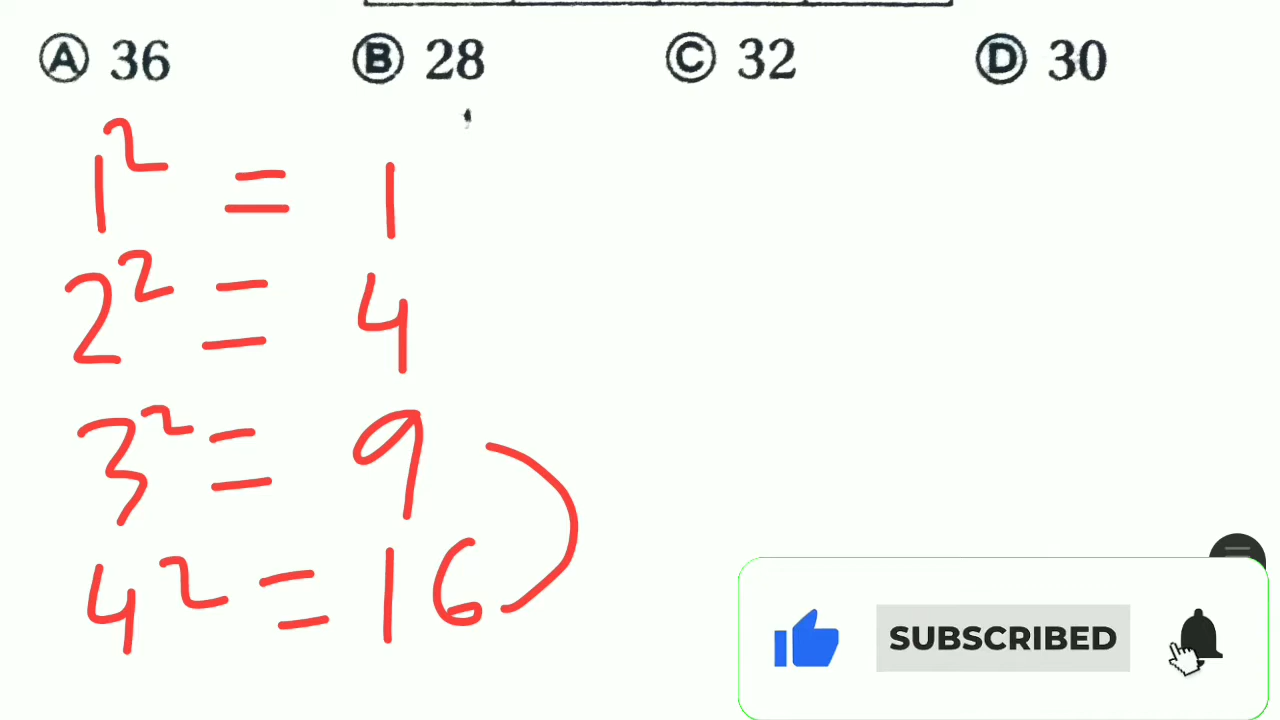 Ⓐ 36 Ⓑ 28 Ⓒ 32 Ⓓ 30
1² = 1
2² = 4
3² = 9
4² = 16
SUBSCRIBED